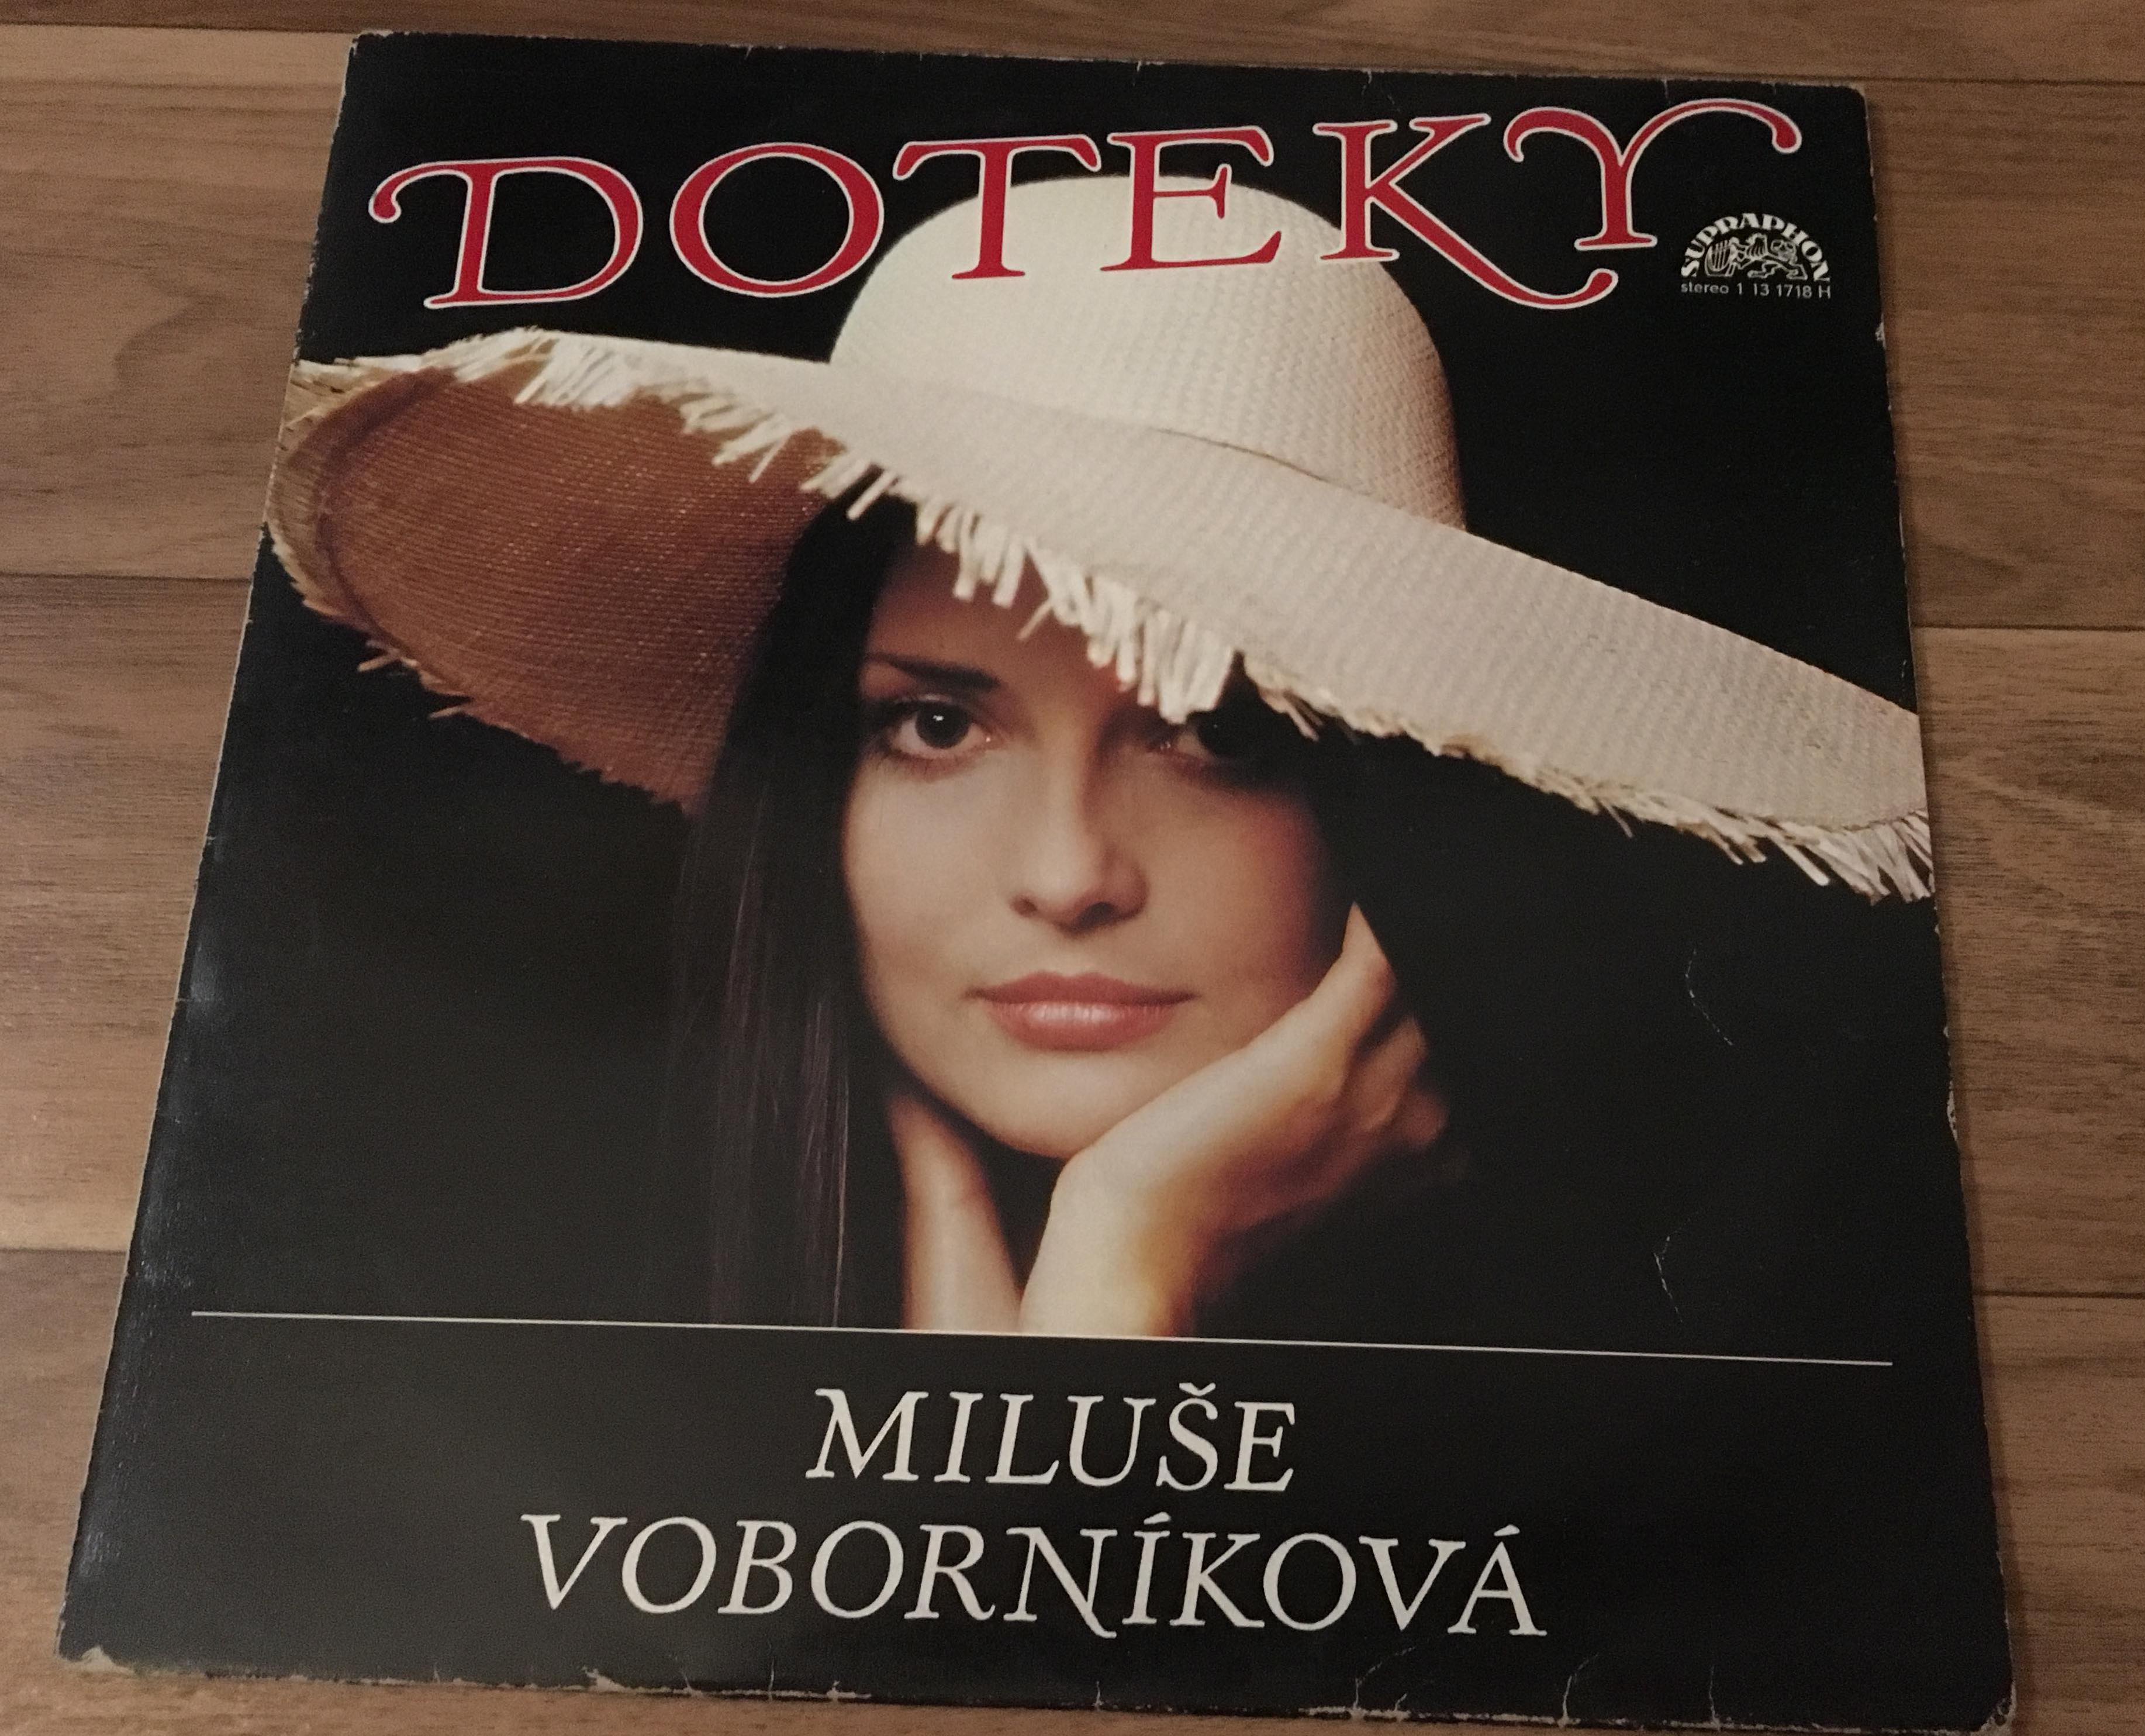 DOTEKY
SUPRAPHON
stereo 1 13 1718 H
MILUŠE
VOBORNÍKOVÁ